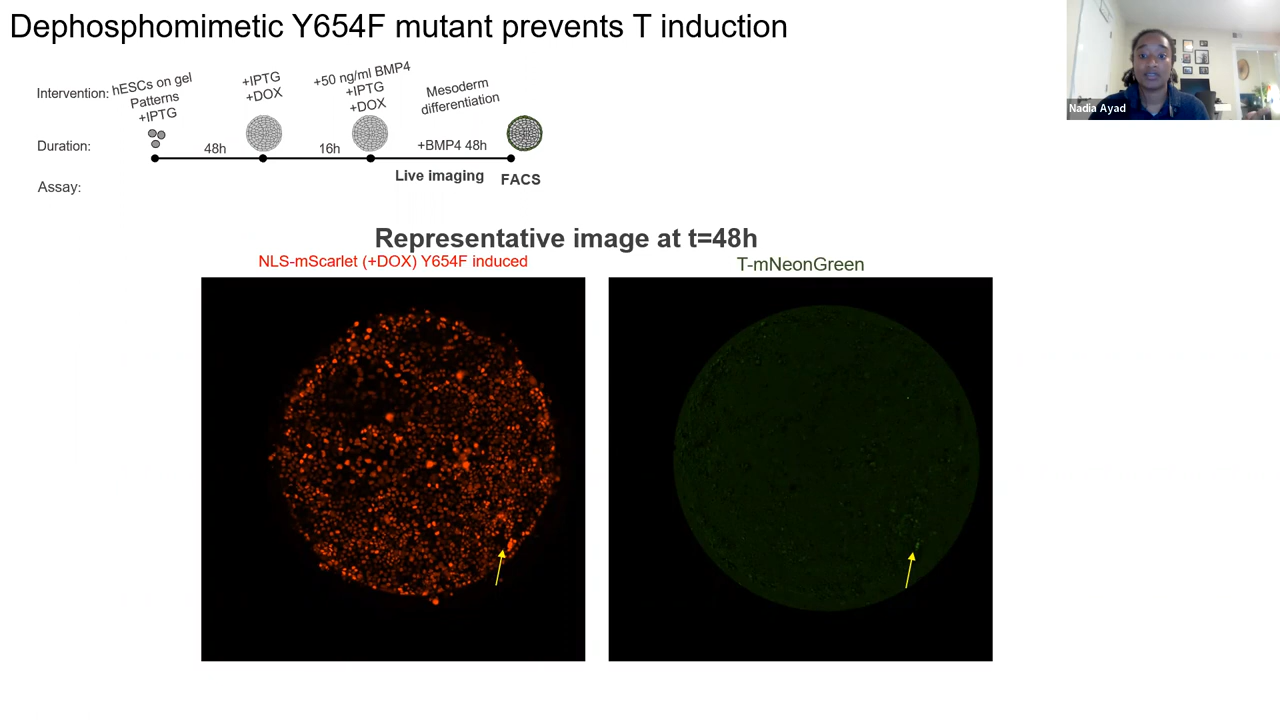 Dephosphomimetic Y654F mutant prevents T induction
Nadia Ayad
Intervention:
hESCs on gel
Patterns
+IPTG
+IPTG
+DOX
+50 ng/ml BMP4
+IPTG
+DOX
Mesoderm
differentiation
Duration:
48h
16h
+BMP4 48h
Assay:
Live imaging
FACS
Representative image at t=48h
NLS-mScarlet (+DOX) Y654F induced
T-mNeonGreen